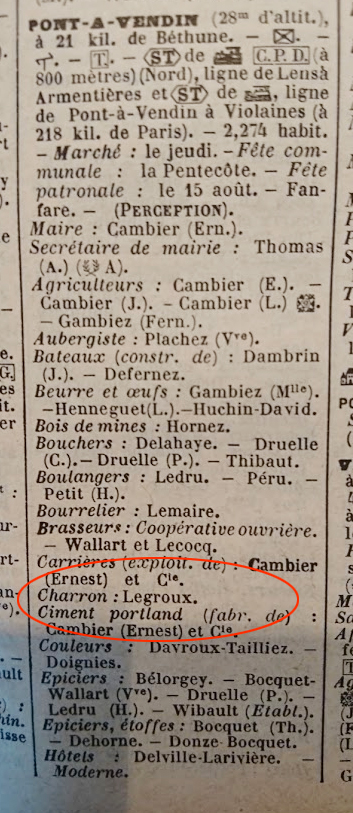 PONT-A-VENDIN (28m d'altit.),
à 21 kil. de Béthune. — ✉. —
— T. — ST de C.P.D. (à
800 mètres) (Nord), ligne de Lens à
Armentières et ST de , ligne
de Pont-à-Vendin à Violaines (à
218 kil. de Paris). — 2,274 habit.
— Marché : le jeudi. — Fête com-
munale : la Pentecôte. — Fête
patronale : le 15 août. — Fan-
fare. — (PERCEPTION).
Maire : Cambier (Ern.).
Secrétaire de mairie : Thomas
(A.) ( A).
Agriculteurs : Cambier (E.). —
Cambier (J.). — Cambier (L.) .
— Gambiez (Fern.).
Aubergiste : Plachez (Vve).
Bateaux (constr. de) : Dambrin
(J.). — Defernez.
Beurre et œufs : Gambiez (Mlle).
—Henneguet(L.).—Huchin-David.
Bois de mines : Hornez.
Bouchers : Delahaye. — Druelle
(C.).— Druelle (P.). — Thibaut.
Boulangers : Ledru. — Péru. —
Petit (H.).
Bourrelier : Lemaire.
Brasseurs : Coopérative ouvrière.
— Wallart et Lecocq.
Carrières (exploit. de) : Cambier
(Ernest) et Cie.
Charron : Legroux.
Ciment portland (fabr. de) :
Cambier (Ernest) et Cie.
Couleurs : Davroux-Tailliez. —
Doignies.
Epiciers : Bélorgey. — Bocquet-
Wallart (Vve). — Druelle (P.). —
Ledru (H.). — Wibault (Etabl.).
Epiciers, étoffes : Bocquet (Th.).
— Dehorne. — Donze-Bocquet.
Hôtels : Delville-Larivière. —
Moderne.